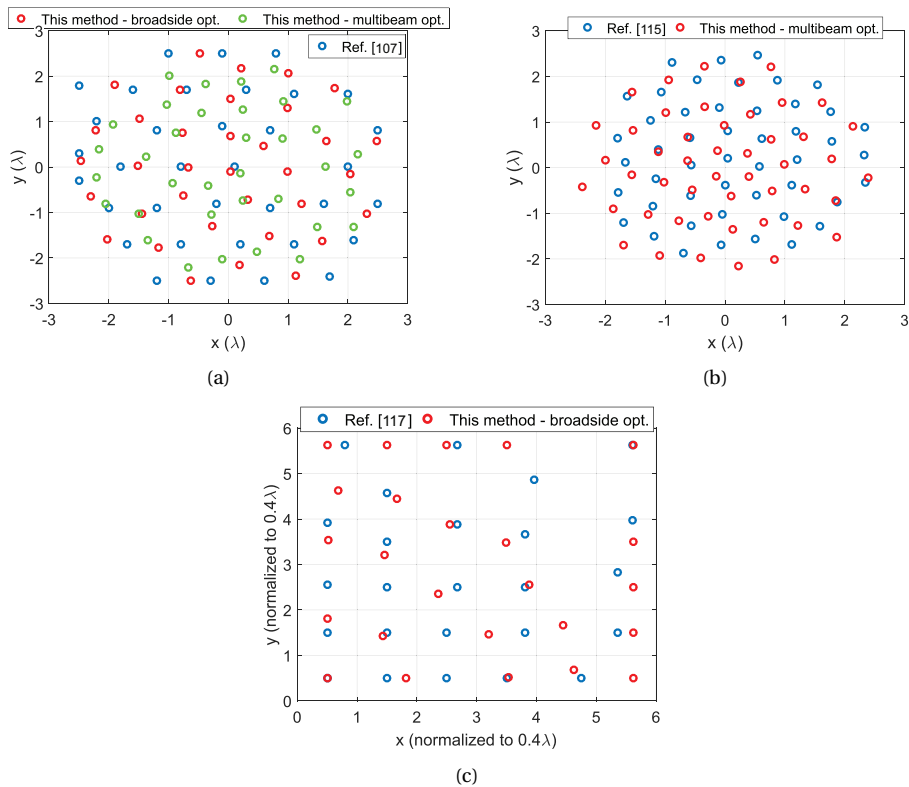 This method - broadside opt. This method - multibeam opt.
Ref. [107]
3
2
1
0
-1
-2
-3
y (λ)
-3 -2 -1 0 1 2 3
x (λ)
(a)
Ref. [115] This method - multibeam opt.
3
2
1
0
-1
-2
-3
y (λ)
-3 -2 -1 0 1 2 3
x (λ)
(b)
Ref. [117] This method - broadside opt.
6
5
4
3
2
1
0
y (normalized to 0.4λ)
0 1 2 3 4 5 6
x (normalized to 0.4λ)
(c)